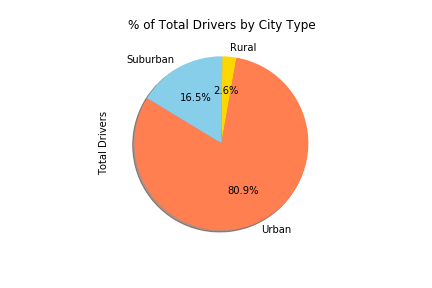 % of Total Drivers by City Type
Rural
Suburban
2.6%
16.5%
Total Drivers
80.9%
Urban